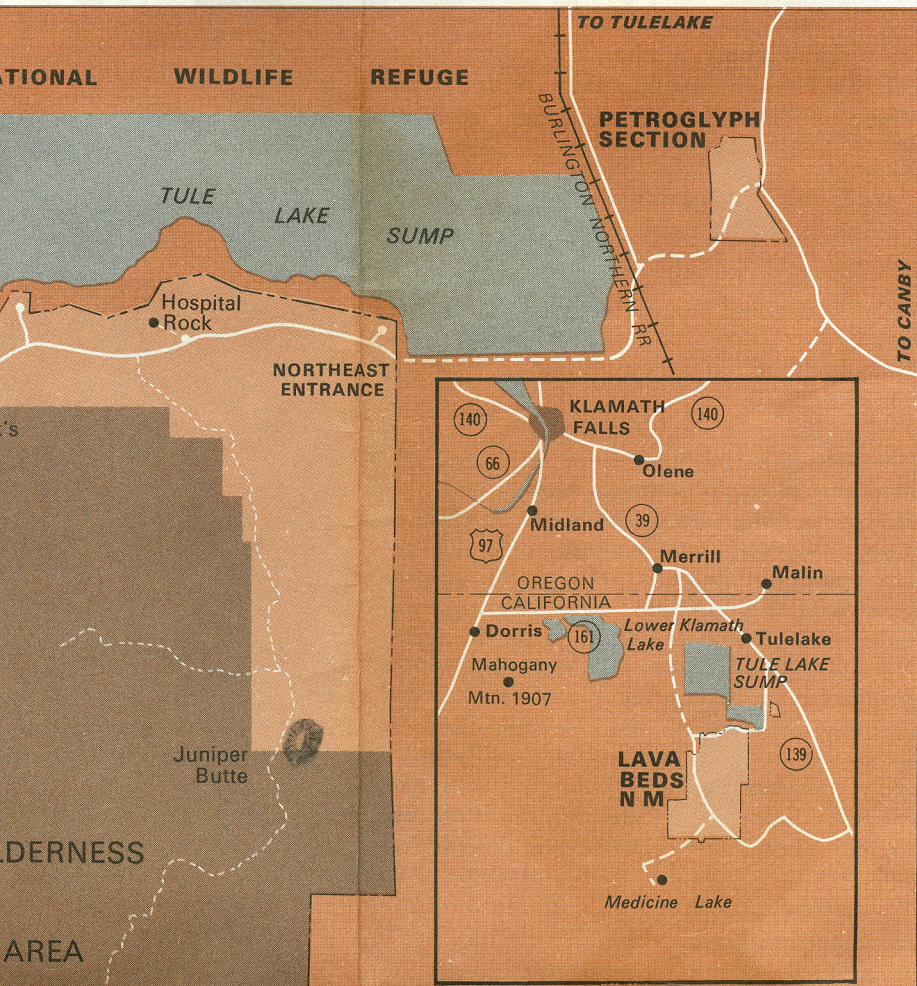 TO TULELAKE
ATIONAL WILDLIFE REFUGE
BURLINGTON NORTHERN RR
PETROGLYPH
SECTION
TULE
LAKE
SUMP
TO CANBY
Hospital
Rock
NORTHEAST
ENTRANCE
's
Juniper
Butte
LDERNESS
AREA
140
KLAMATH
FALLS
140
66
Olene
Midland
39
97
Merrill
Malin
OREGON
CALIFORNIA
Dorris
161
Lower Klamath
Lake
Tulelake
Mahogany
Mtn. 1907
TULE LAKE
SUMP
LAVA
BEDS
N M
139
Medicine Lake